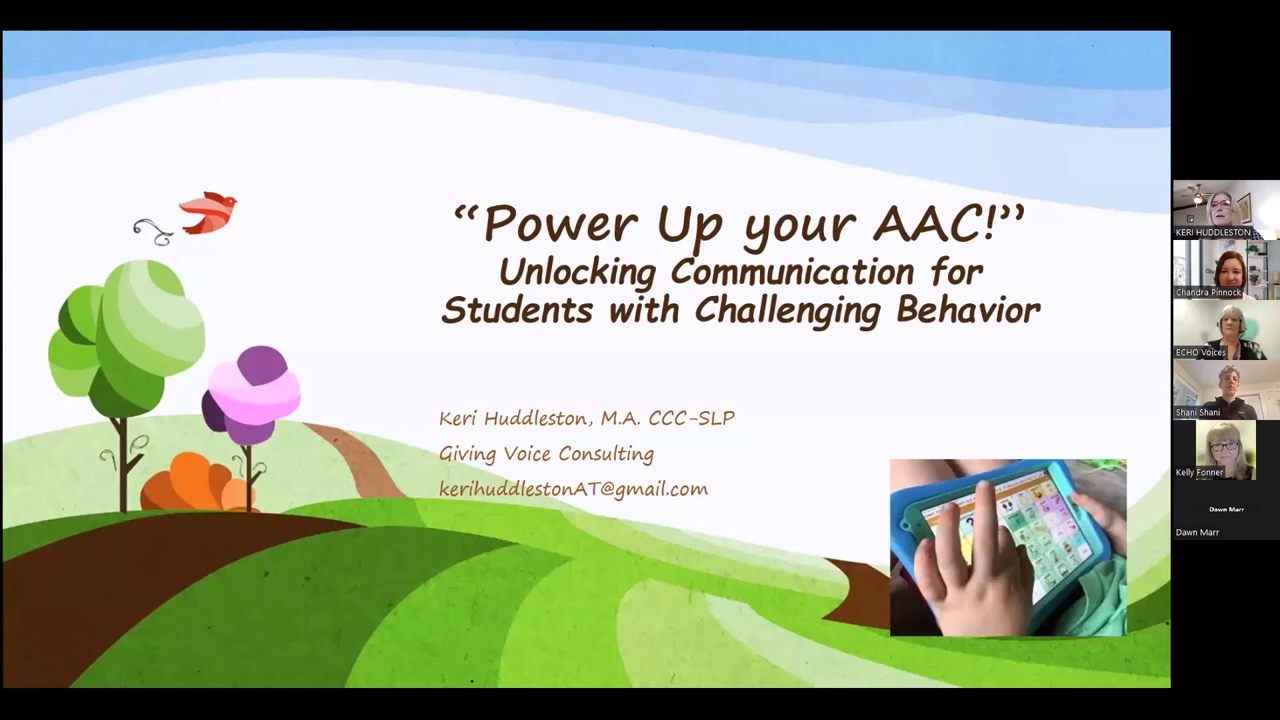 “Power Up your AAC!”
Unlocking Communication for
Students with Challenging Behavior
Keri Huddleston, M.A. CCC-SLP
Giving Voice Consulting
kerihuddlestonAT@gmail.com
KERI HUDDLESTON
Chandra Pinnock
ECHO Voices
Shani Shani
Kelly Fonner
Dawn Marr
Dawn Marr